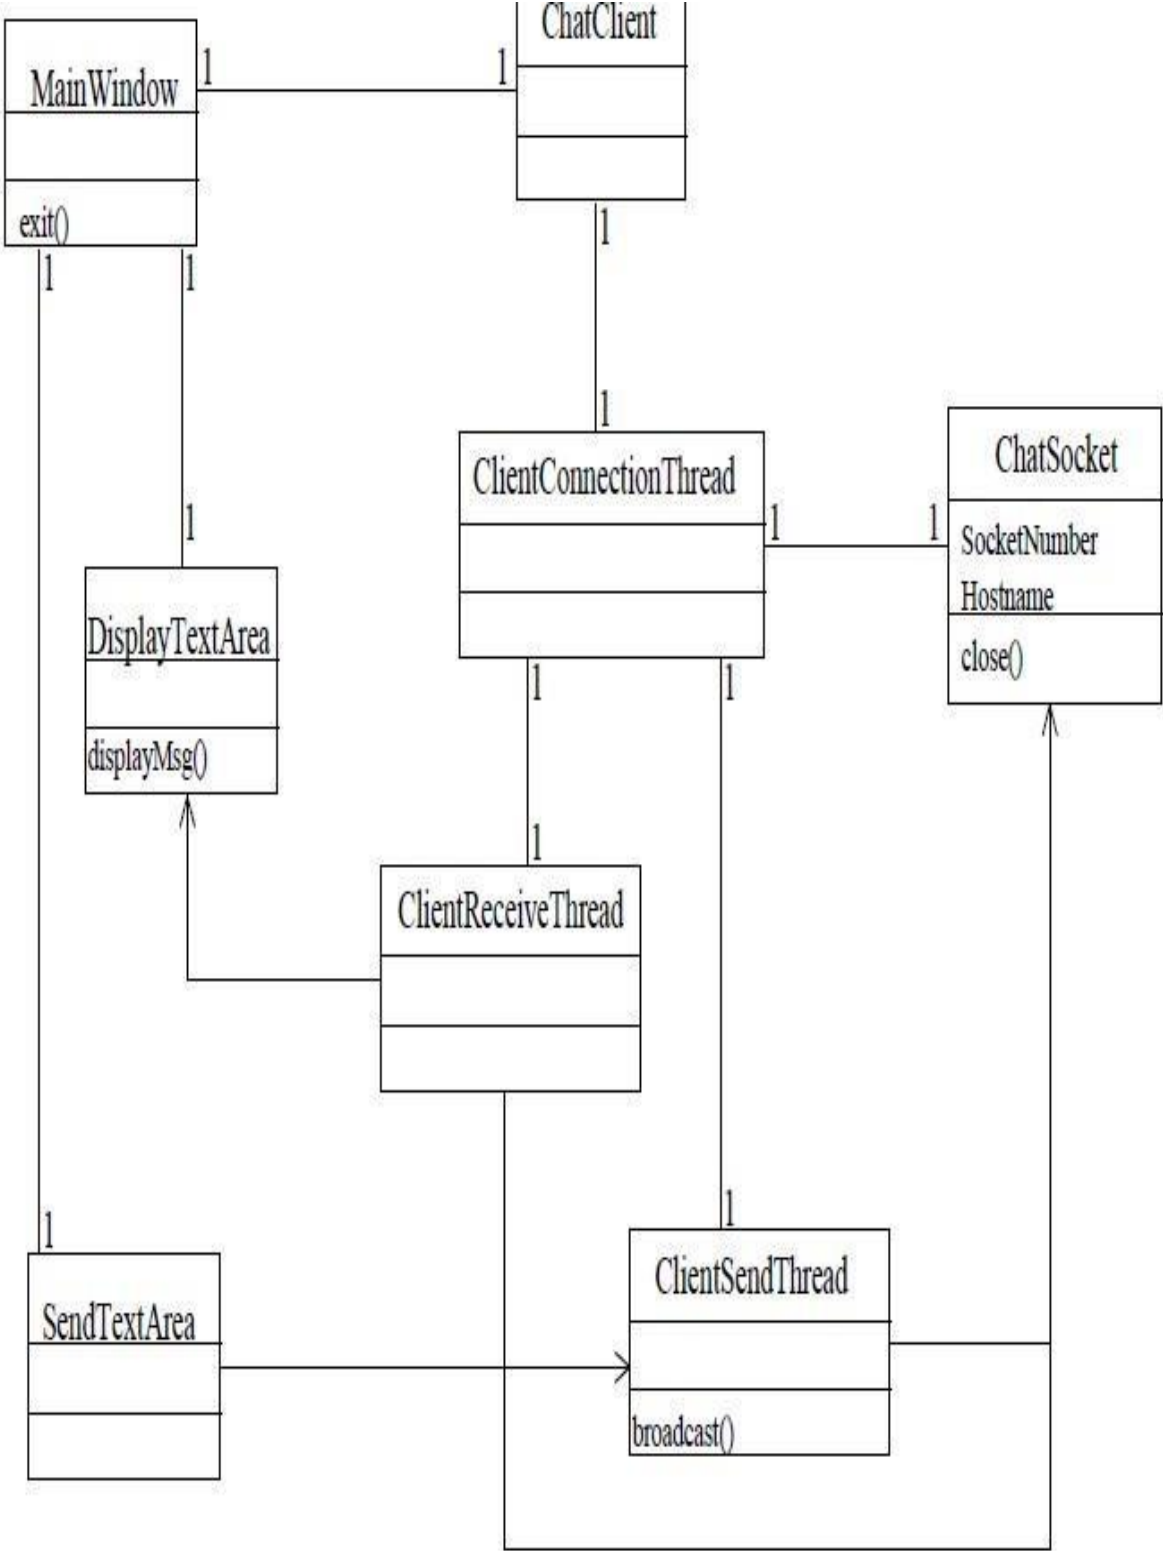 ChatClient
1
1
MainWindow
exit()
1
1
1
1
ChatSocket
ClientConnectionThread
1
1
1
SocketNumber
Hostname
DisplayTextArea
close()
1
1
displayMsg()
1
ClientReceiveThread
1
1
ClientSendThread
SendTextArea
broadcast()